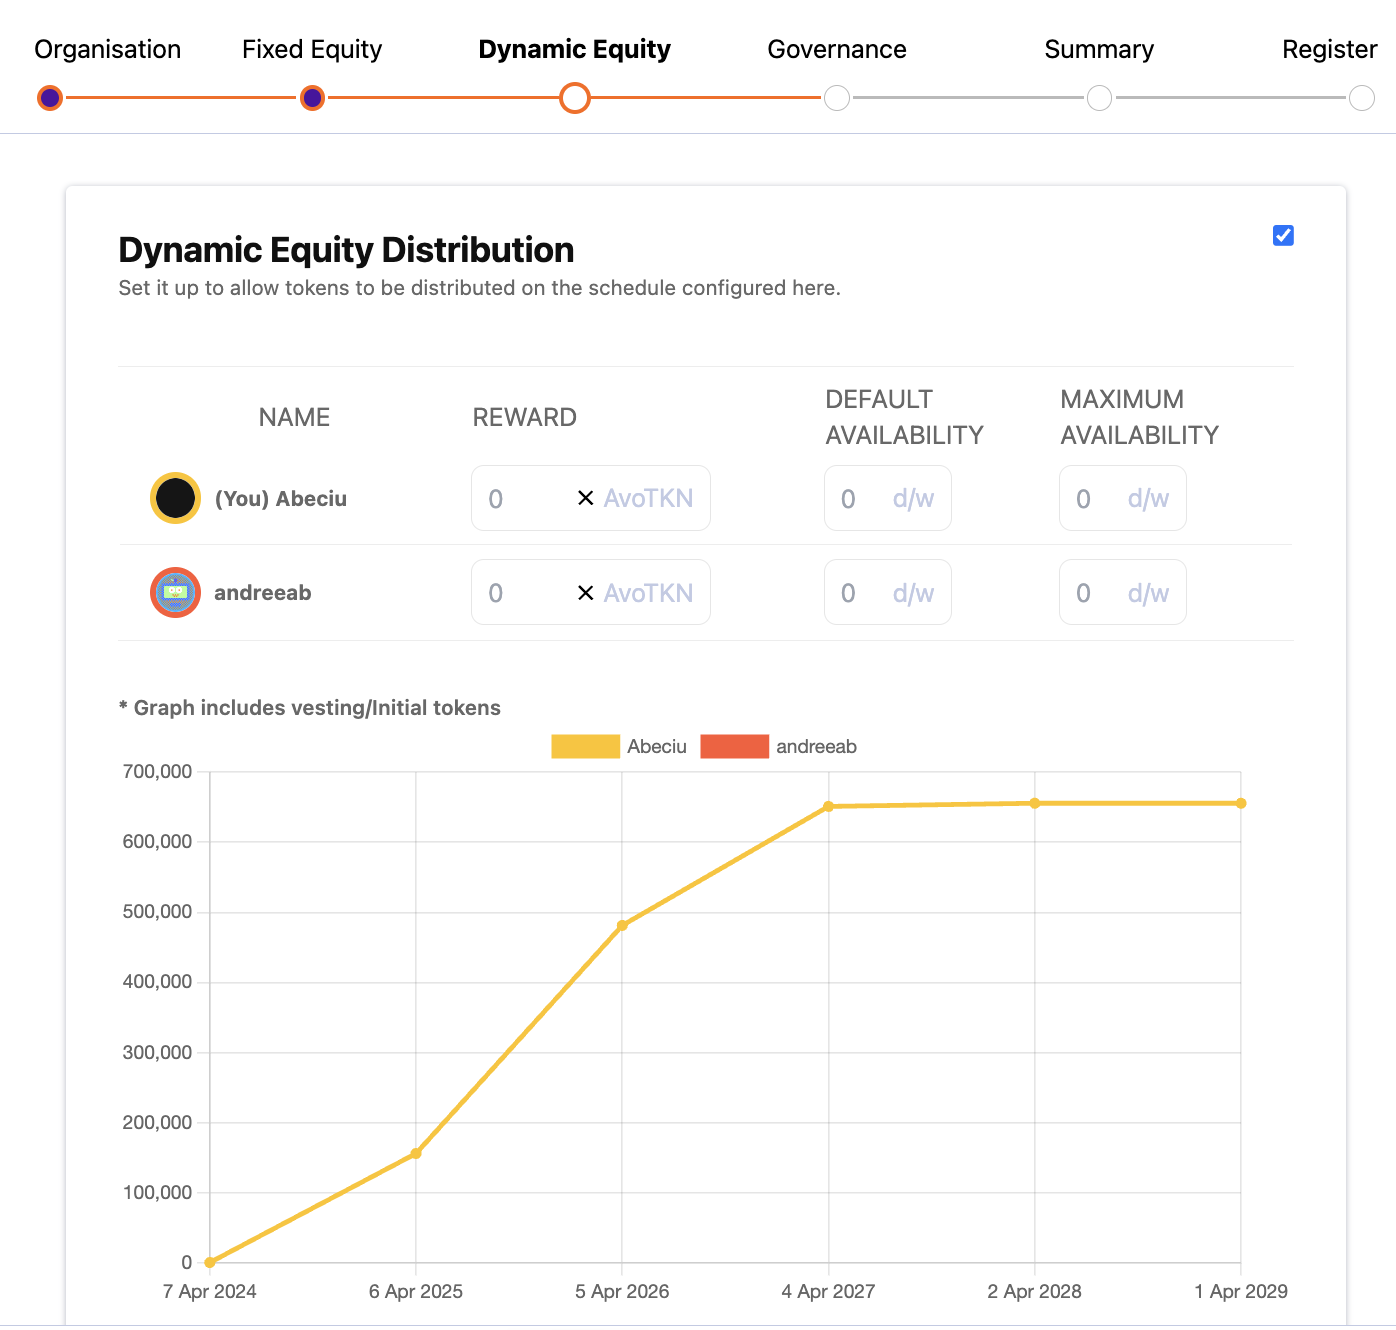 Organisation Fixed Equity Dynamic Equity Governance Summary Register
Dynamic Equity Distribution
Set it up to allow tokens to be distributed on the schedule configured here.
NAME REWARD DEFAULT AVAILABILITY MAXIMUM AVAILABILITY
(You) Abeciu 0 × AvoTKN 0 d/w 0 d/w
andreeab 0 × AvoTKN 0 d/w 0 d/w
* Graph includes vesting/Initial tokens
Abeciu andreeab
700,000
600,000
500,000
400,000
300,000
200,000
100,000
0
7 Apr 2024 6 Apr 2025 5 Apr 2026 4 Apr 2027 2 Apr 2028 1 Apr 2029